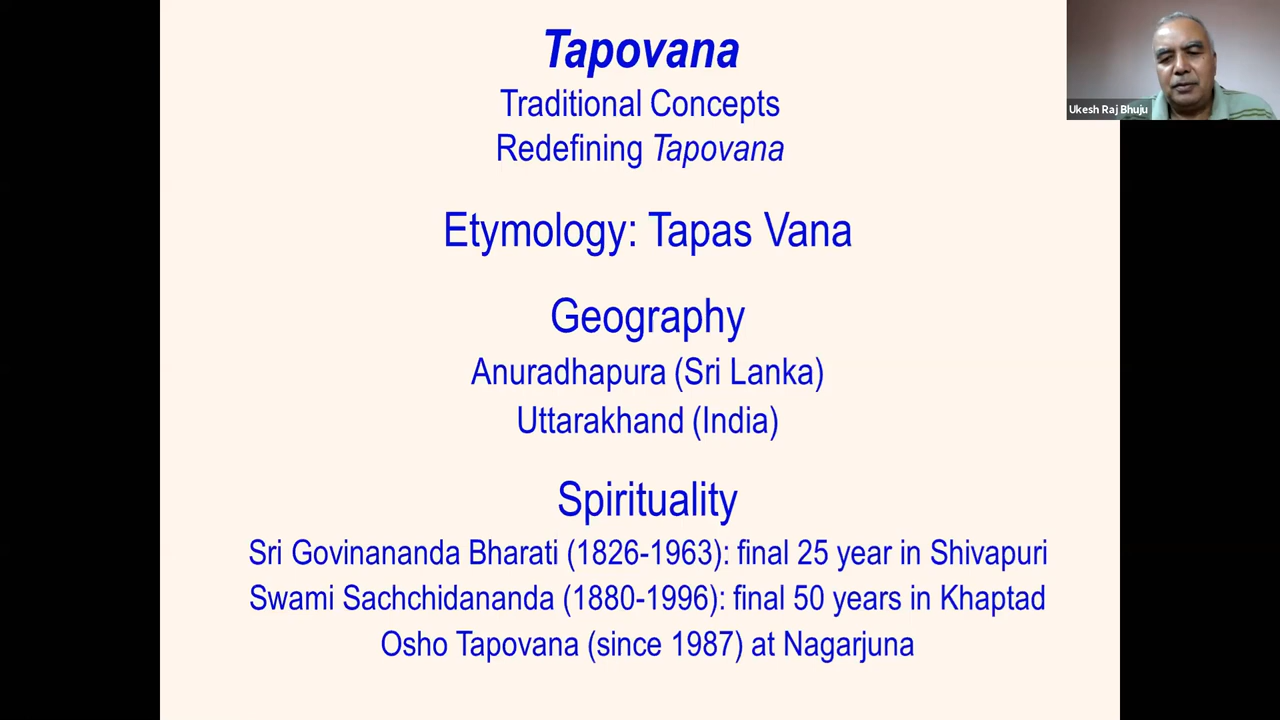 Tapovana
Traditional Concepts
Redefining Tapovana
Etymology: Tapas Vana
Geography
Anuradhapura (Sri Lanka)
Uttarakhand (India)
Spirituality
Sri Govinananda Bharati (1826-1963): final 25 year in Shivapuri
Swami Sachchidananda (1880-1996): final 50 years in Khaptad
Osho Tapovana (since 1987) at Nagarjuna
Ukesh Raj Bhuju